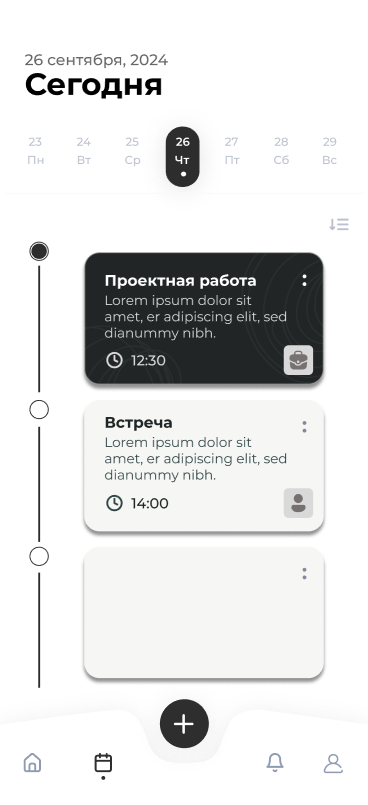 26 сентября, 2024
Сегодня
23 24 25 26 27 28 29
Пн Вт Ср Чт Пт Сб Вс
Проектная работа
Lorem ipsum dolor sit
amet, er adipiscing elit, sed
dianummy nibh.
12:30
Встреча
Lorem ipsum dolor sit
amet, er adipiscing elit, sed
dianummy nibh.
14:00